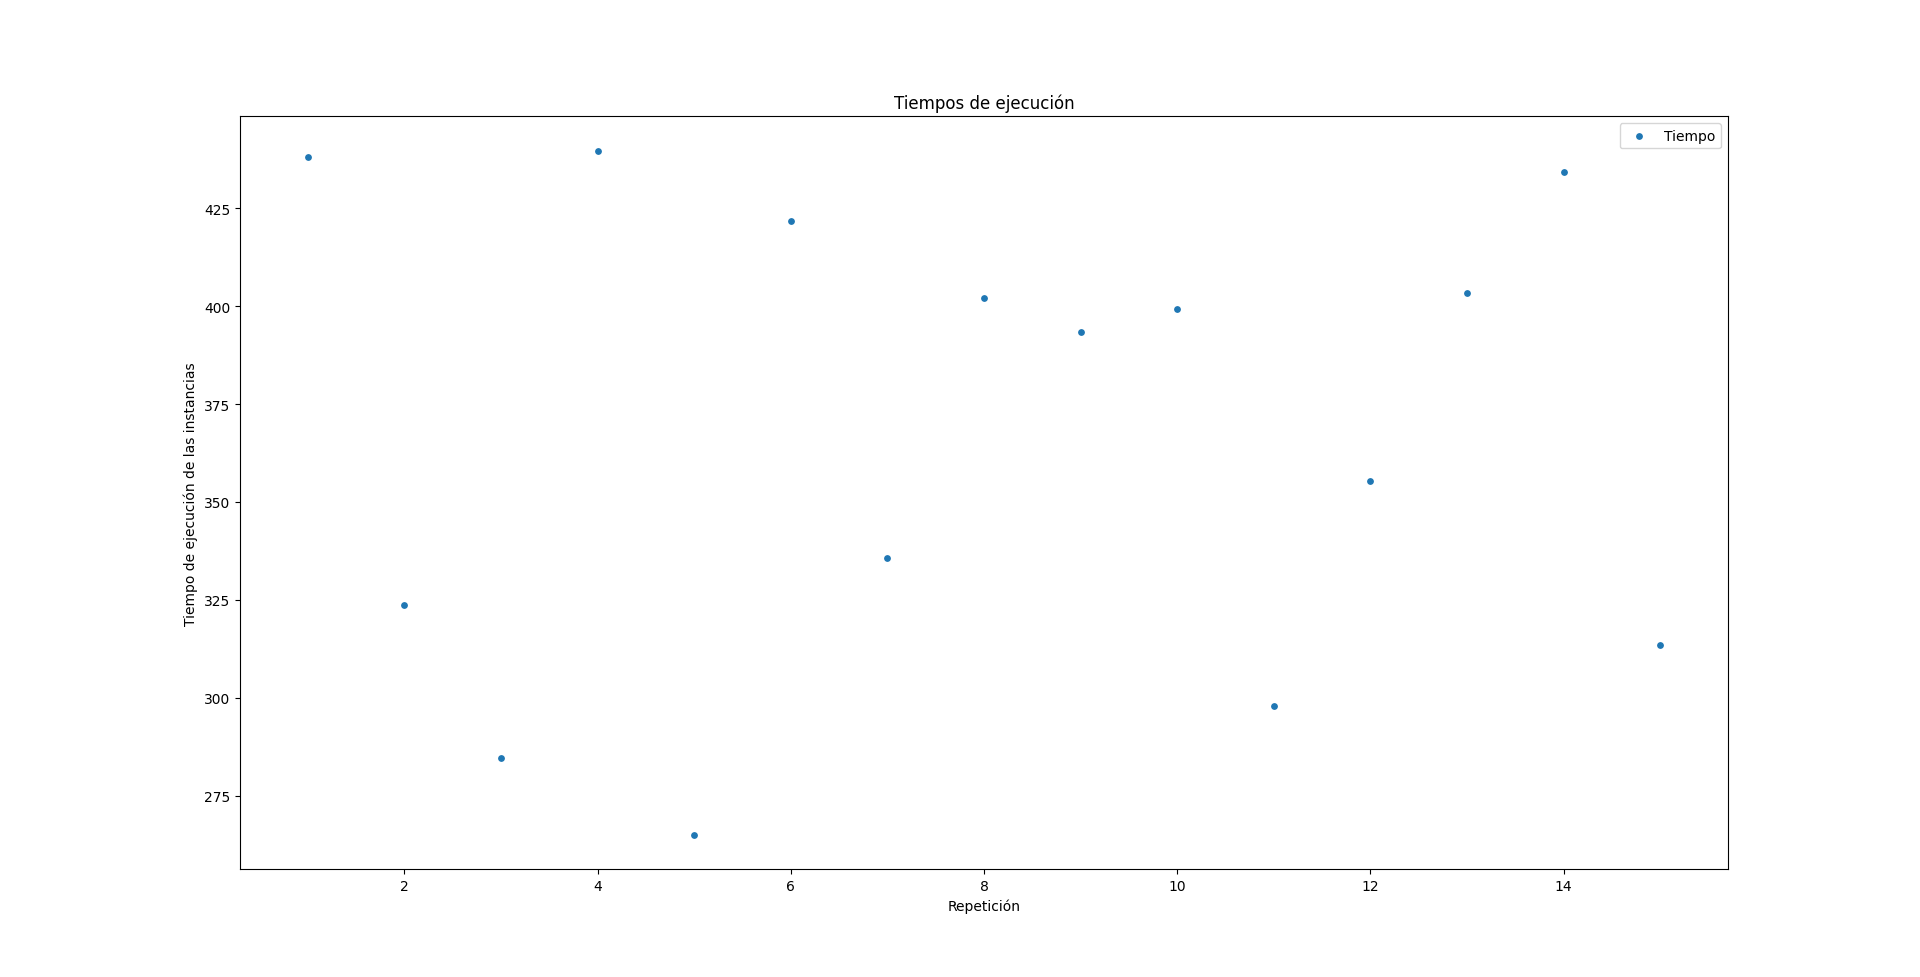 Tiempos de ejecución
Tiempo
425
400
375
350
325
300
275
Tiempo de ejecución de las instancias
2 4 6 8 10 12 14
Repetición